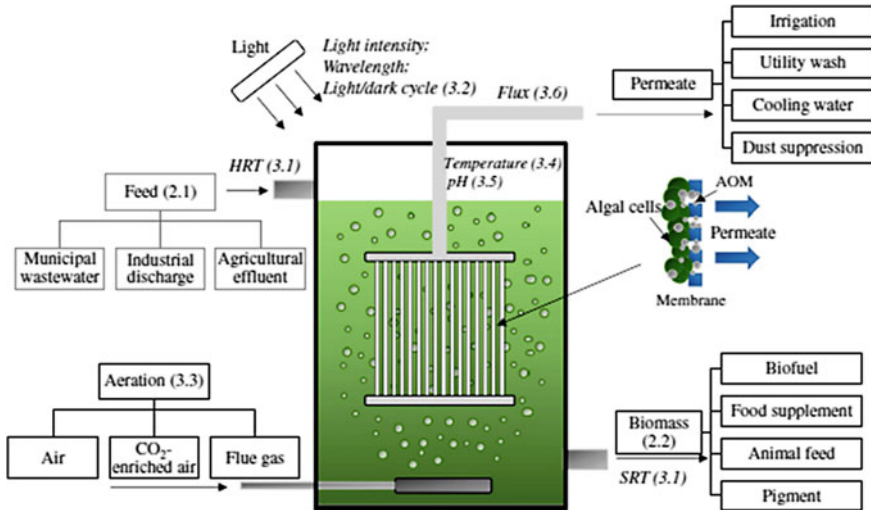 Light
Light intensity:
Wavelength:
Light/dark cycle (3.2)
Flux (3.6)
Permeate
Irrigation
Utility wash
Cooling water
Dust suppression
HRT (3.1)
Temperature (3.4)
pH (3.5)
Feed (2.1)
Municipal
wastewater
Industrial
discharge
Agricultural
effluent
AOM
Algal cells
Permeate
Membrane
Aeration (3.3)
Air
CO₂-
enriched air
Flue gas
Biomass
(2.2)
SRT (3.1)
Biofuel
Food supplement
Animal feed
Pigment